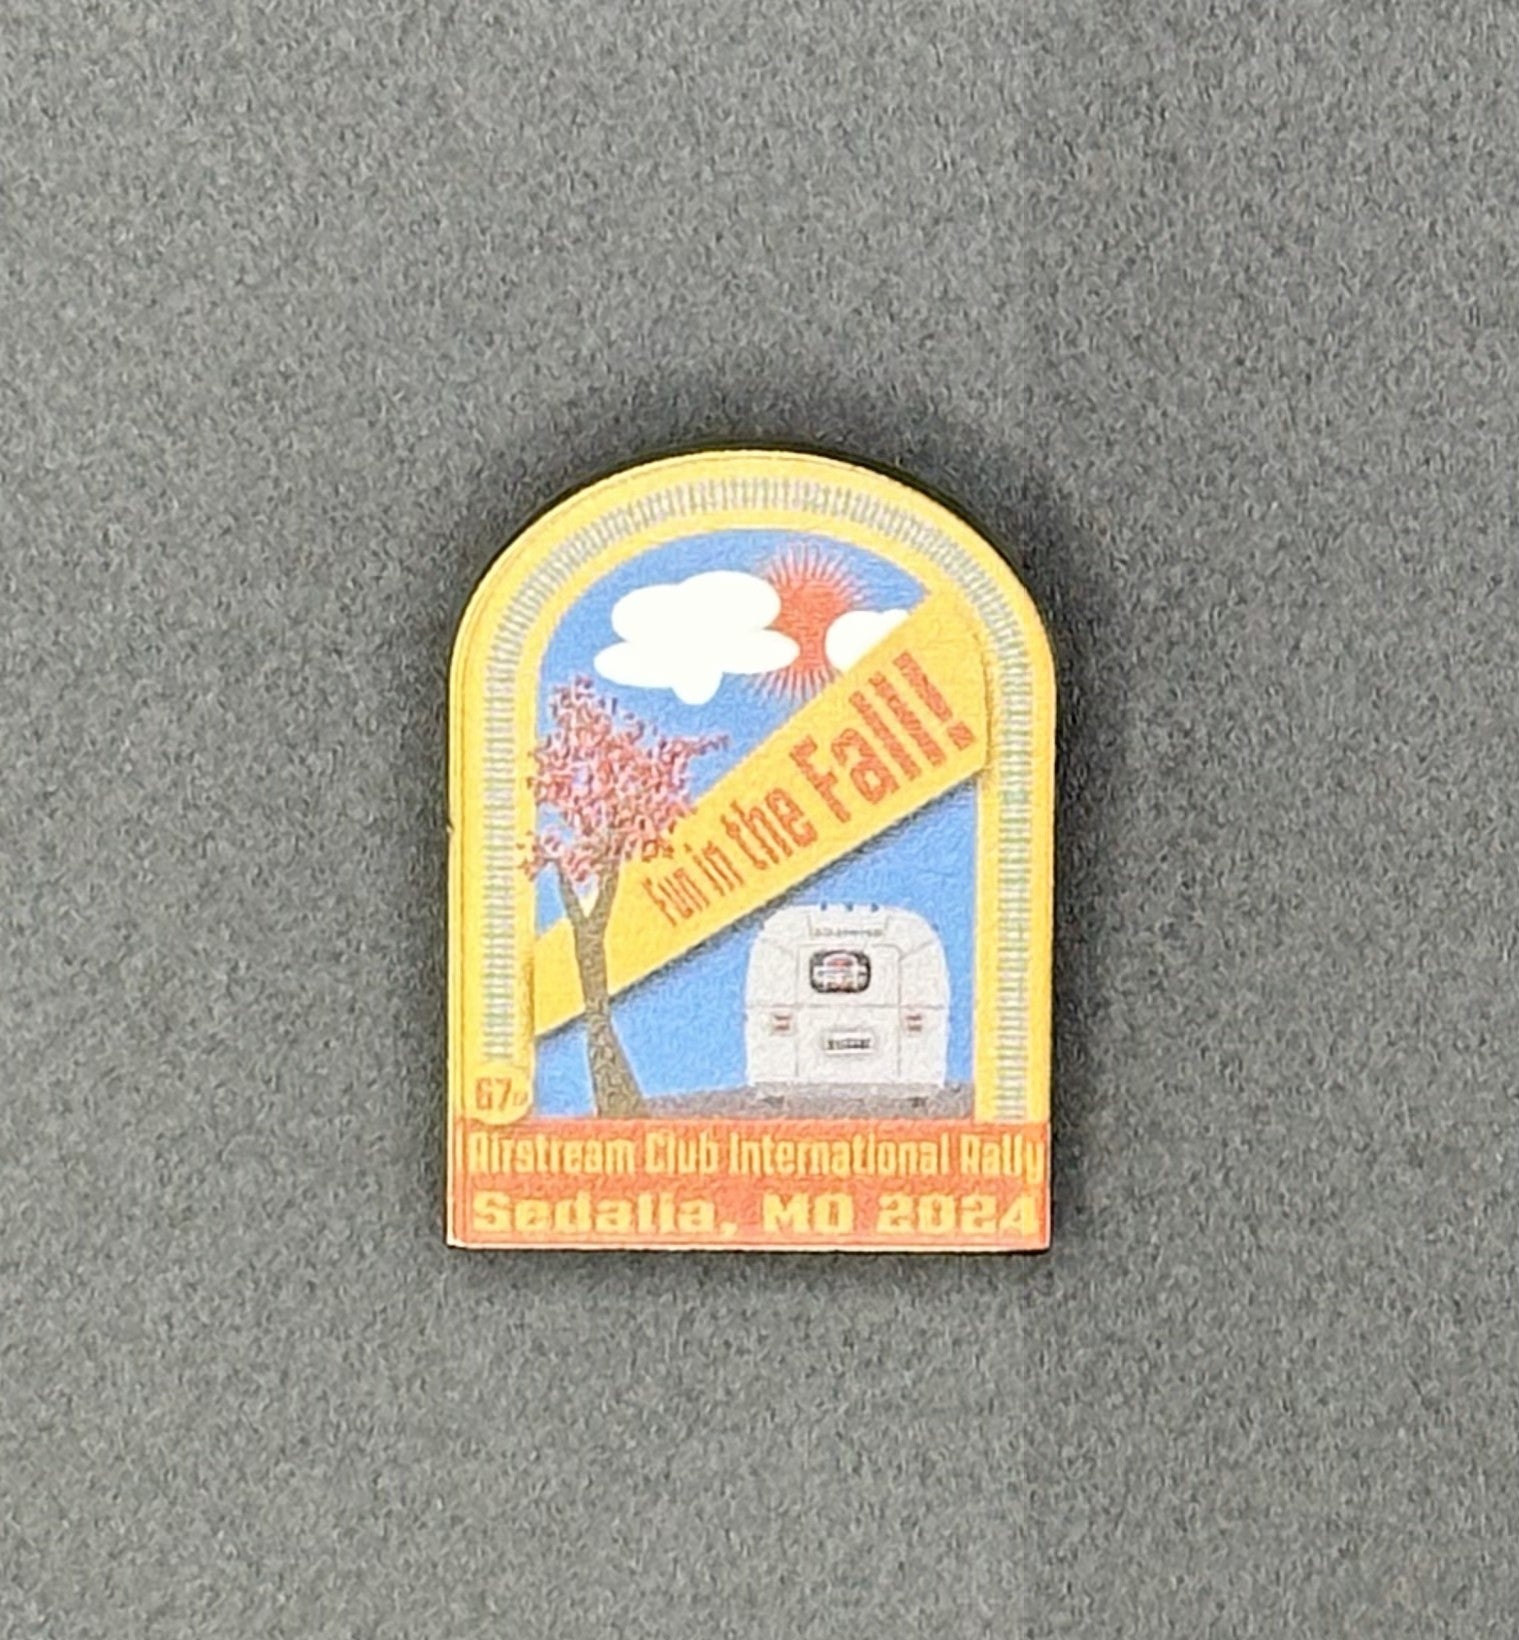 Fun in the Fall!
67th
Airstream Club International Rally
Sedalia, MO 2024